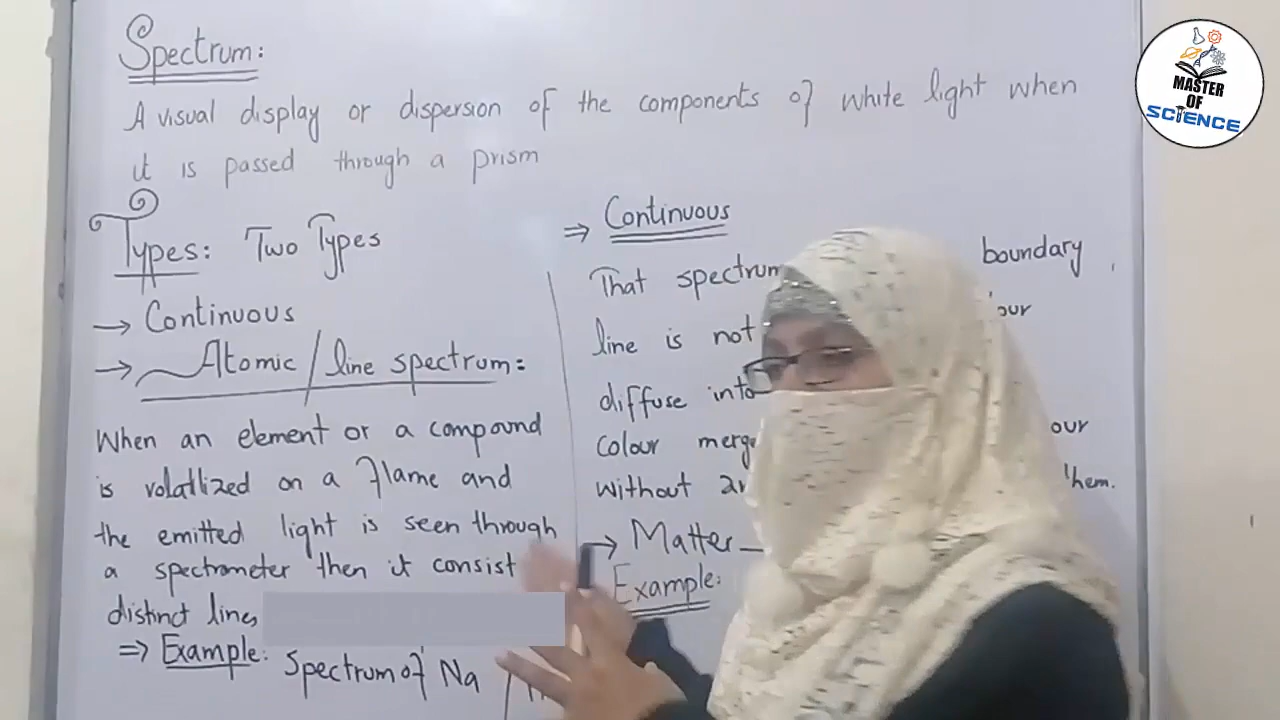 Spectrum:
A visual display or dispersion of the components of white light when
it is passed through a prism
Types: Two Types
→ Continuous
→ Atomic / line spectrum:
When an element or a compound
is volatlized on a flame and
the emitted light is seen through
a spectrometer then it consist
distinct lines
⇒ Example: Spectrum of Na
⇒ Continuous
That spectrum boundary
line is not our
diffuse into
colour merge our
without them.
→ Matter
Example:
MASTER
OF
SCIENCE